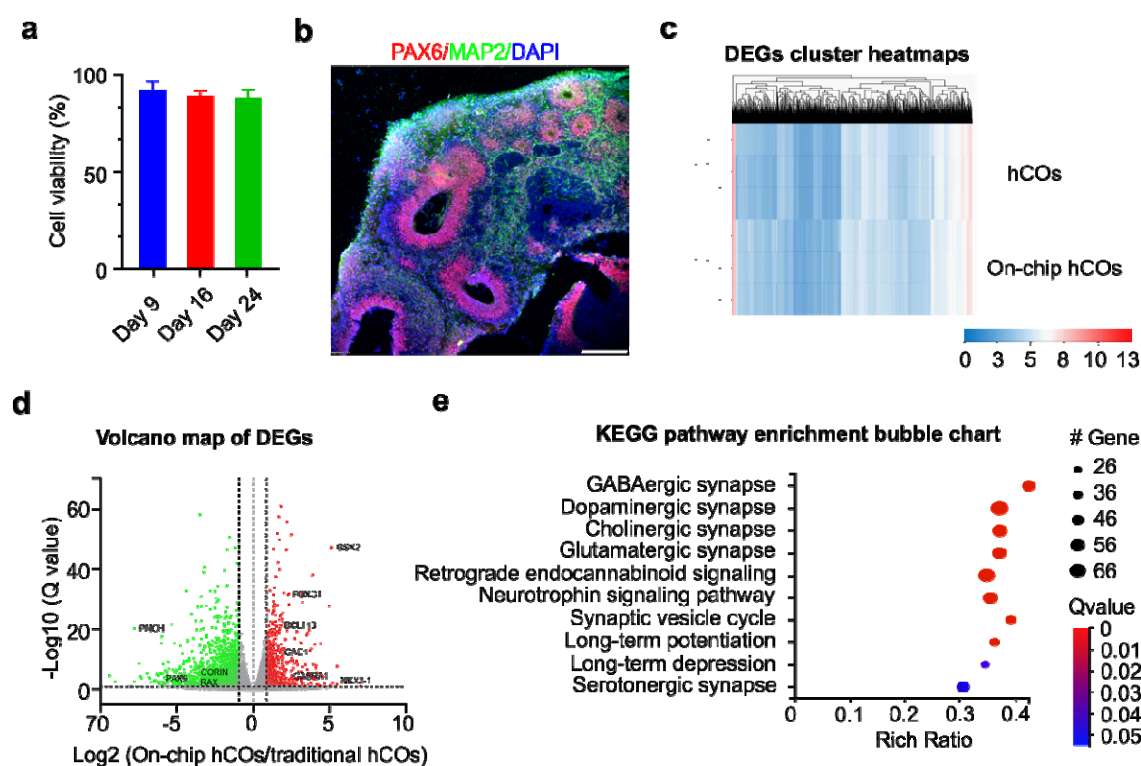 a
Cell viability (%)
100
50
0
Day 9
Day 16
Day 24
b
PAX6/MAP2/DAPI
c
DEGs cluster heatmaps
hCOs
On-chip hCOs
0 3 5 8 10 13
d
Volcano map of DEGs
-Log10 (Q value)
60
40
20
0
GSX2
PRCH
CORIN
PAX9
RAX
70 -5 0 5 10
Log2 (On-chip hCOs/traditional hCOs)
e
KEGG pathway enrichment bubble chart
GABAergic synapse
Dopaminergic synapse
Cholinergic synapse
Glutamatergic synapse
Retrograde endocannabinoid signaling
Neurotrophin signaling pathway
Synaptic vesicle cycle
Long-term potentiation
Long-term depression
Serotonergic synapse
0 0.1 0.2 0.3 0.4
Rich Ratio
# Gene
26
36
46
56
66
Qvalue
0
0.01
0.02
0.03
0.04
0.05